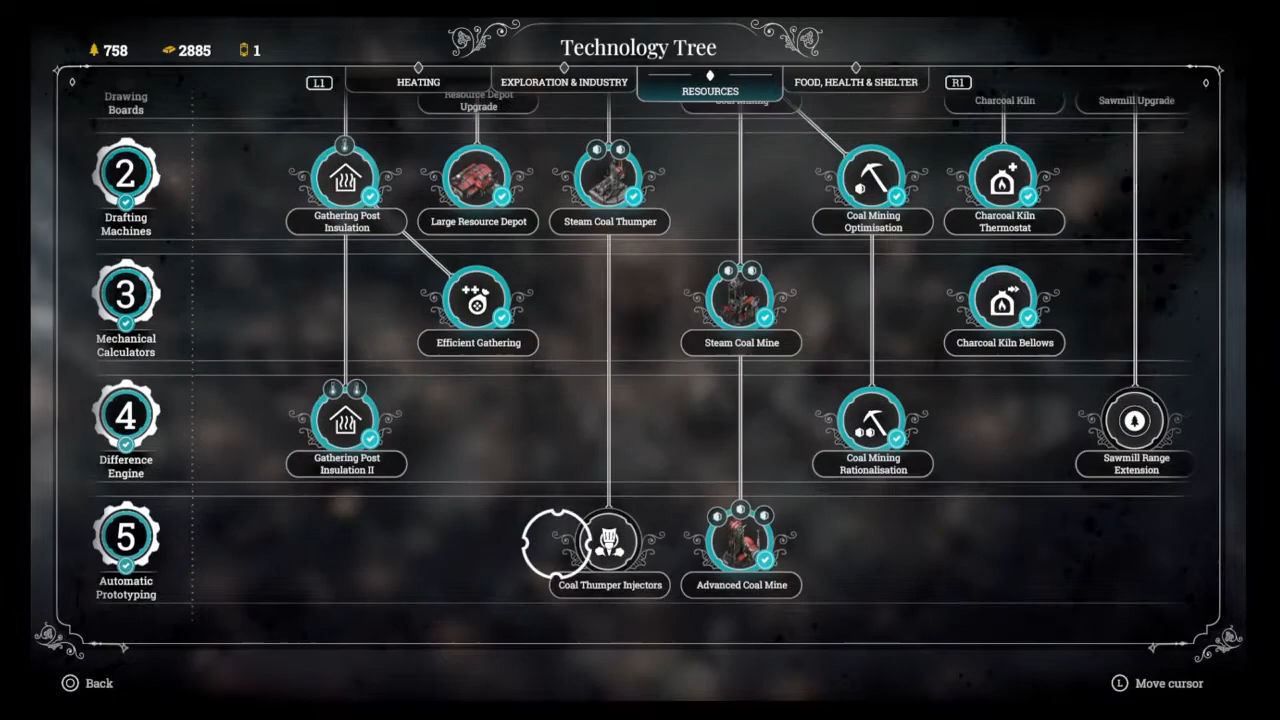 758 2885 1
Technology Tree
L1 HEATING EXPLORATION & INDUSTRY RESOURCES FOOD, HEALTH & SHELTER R1
Drawing
Boards
Resource Depot
Upgrade
Coal Mining
Charcoal Kiln
Sawmill Upgrade
2
Drafting
Machines
Gathering Post
Insulation
Large Resource Depot
Steam Coal Thumper
Coal Mining
Optimisation
Charcoal Kiln
Thermostat
3
Mechanical
Calculators
Efficient Gathering
Steam Coal Mine
Charcoal Kiln Bellows
4
Difference
Engine
Gathering Post
Insulation II
Coal Mining
Rationalisation
Sawmill Range
Extension
5
Automatic
Prototyping
Coal Thumper Injectors
Advanced Coal Mine
Back
L Move cursor